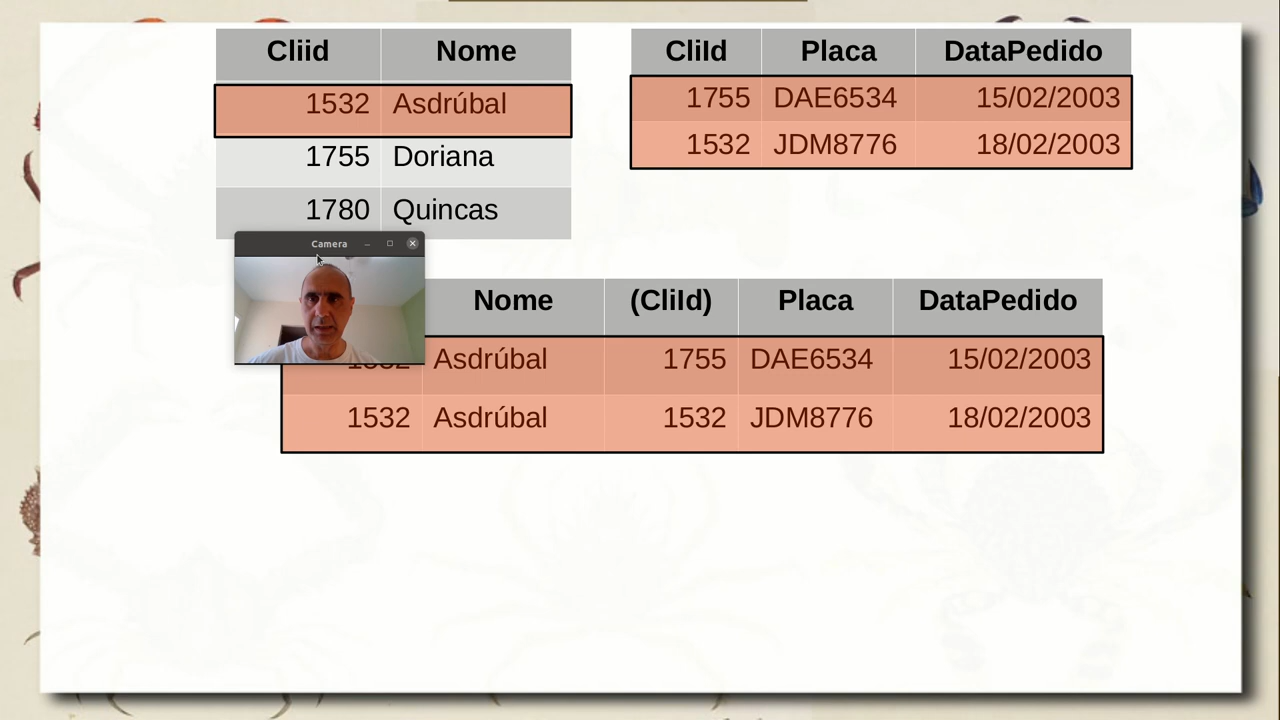 Cliid Nome
1532 Asdrúbal
1755 Doriana
1780 Quincas
CliId Placa DataPedido
1755 DAE6534 15/02/2003
1532 JDM8776 18/02/2003
Camera
Nome (CliId) Placa DataPedido
Asdrúbal 1755 DAE6534 15/02/2003
1532 Asdrúbal 1532 JDM8776 18/02/2003